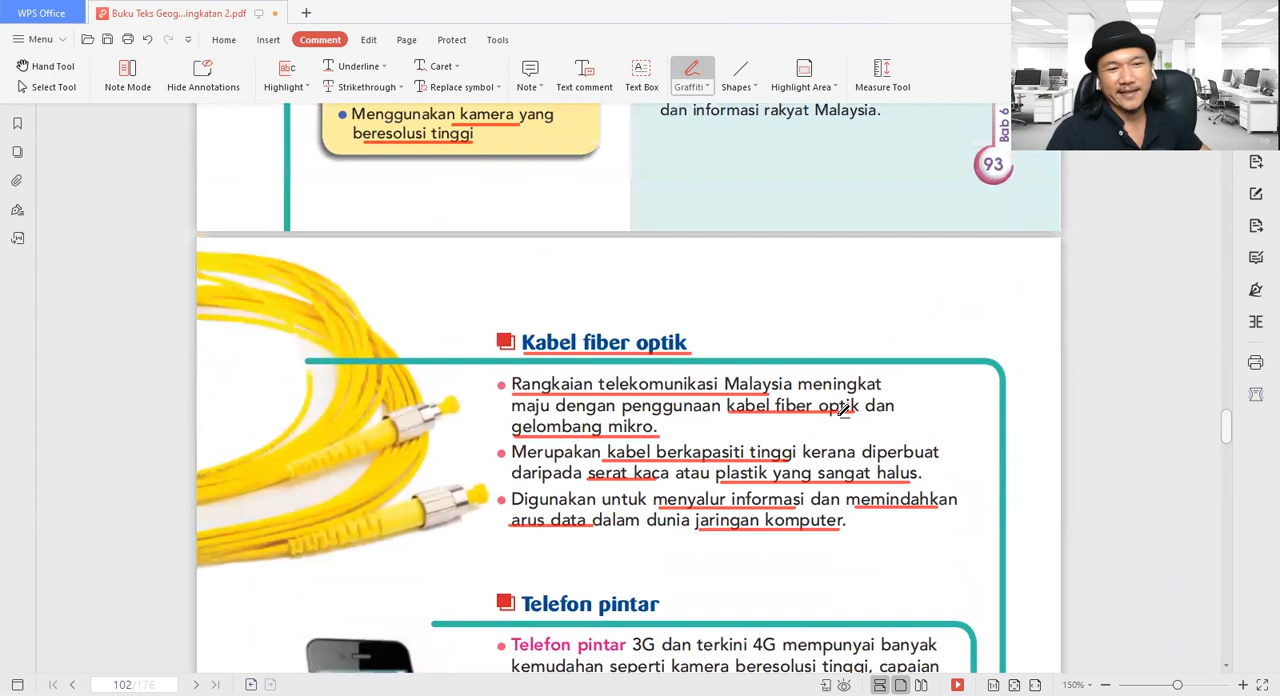 WPS Office
Buku Teks Geog...ingkatan 2.pdf
Menu
Home
Insert
Comment
Edit
Page
Protect
Tools
Hand Tool
Select Tool
Note Mode
Hide Annotations
Highlight
Underline
Strikethrough
Caret
Replace symbol
Note
Text comment
Text Box
Graffiti
Shapes
Highlight Area
Measure Tool
Menggunakan kamera yang
beresolusi tinggi
dan informasi rakyat Malaysia.
Bab 6
93
Kabel fiber optik
Rangkaian telekomunikasi Malaysia meningkat
maju dengan penggunaan kabel fiber optik dan
gelombang mikro.
Merupakan kabel berkapasiti tinggi kerana diperbuat
daripada serat kaca atau plastik yang sangat halus.
Digunakan untuk menyalur informasi dan memindahkan
arus data dalam dunia jaringan komputer.
Telefon pintar
Telefon pintar 3G dan terkini 4G mempunyai banyak
kemudahan seperti kamera beresolusi tinggi, capaian
102/176
150%